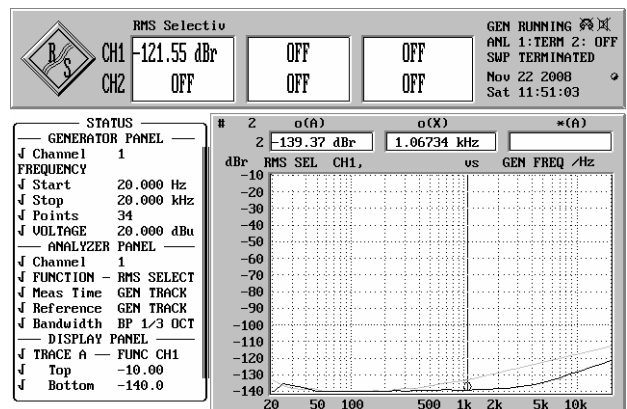 RMS Selectiv
R S
CH1 -121.55 dBr OFF OFF
CH2 OFF OFF OFF
GEN RUNNING
ANL 1:TERM 2: OFF
SWP TERMINATED
Nov 22 2008
Sat 11:51:03
STATUS
GENERATOR PANEL
Channel 1
FREQUENCY
Start 20.000 Hz
Stop 20.000 kHz
Points 34
VOLTAGE 20.000 dBu
ANALYZER PANEL
Channel 1
FUNCTION - RMS SELECT
Meas Time GEN TRACK
Reference GEN TRACK
Bandwidth BP 1/3 OCT
DISPLAY PANEL
TRACE A — FUNC CH1
Top -10.00
Bottom -140.0
# 2 o(A) o(X) *(A)
2 -139.37 dBr 1.06734 kHz
dBr RMS SEL CH1, vs GEN FREQ /Hz
-10
-20
-30
-40
-50
-60
-70
-80
-90
-100
-110
-120
-130
-140
20 50 100 500 1k 2k 5k 10k